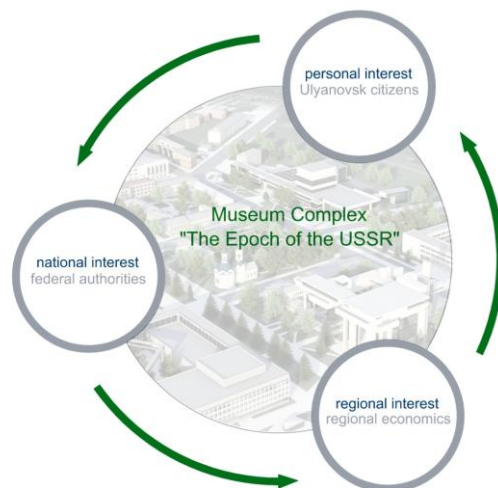 personal interest
Ulyanovsk citizens
Museum Complex
"The Epoch of the USSR"
national interest
federal authorities
regional interest
regional economics